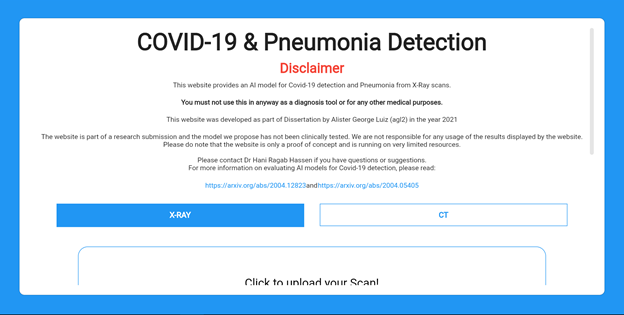 COVID-19 & Pneumonia Detection
Disclaimer
This website provides an AI model for Covid-19 detection and Pneumonia from X-Ray scans.
You must not use this in anyway as a diagnosis tool or for any other medical purposes.
This website was developed as part of Dissertation by Alister George Luiz (agl2) in the year 2021
The website is part of a research submission and the model we propose has not been clinically tested. We are not responsible for any usage of the results displayed by the website.
Please do note that the website is only a proof of concept and is running on very limited resources.
Please contact Dr Hani Ragab Hassen if you have questions or suggestions.
For more information on evaluating AI models for Covid-19 detection, please read:
https://arxiv.org/abs/2004.12823andhttps://arxiv.org/abs/2004.05405
X-RAY
CT
Click to upload your Scan!